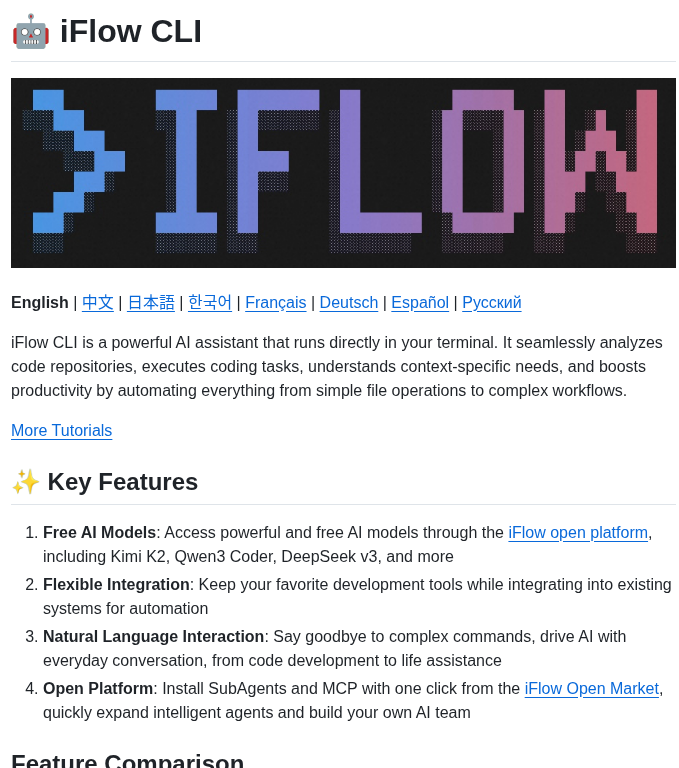 🤖 iFlow CLI
>IFLOW
English | 中文 | 日本語 | 한국어 | Français | Deutsch | Español | Русский
iFlow CLI is a powerful AI assistant that runs directly in your terminal. It seamlessly analyzes
code repositories, executes coding tasks, understands context-specific needs, and boosts
productivity by automating everything from simple file operations to complex workflows.
More Tutorials
✨ Key Features
1. Free AI Models: Access powerful and free AI models through the iFlow open platform,
including Kimi K2, Qwen3 Coder, DeepSeek v3, and more
2. Flexible Integration: Keep your favorite development tools while integrating into existing
systems for automation
3. Natural Language Interaction: Say goodbye to complex commands, drive AI with
everyday conversation, from code development to life assistance
4. Open Platform: Install SubAgents and MCP with one click from the iFlow Open Market,
quickly expand intelligent agents and build your own AI team
Feature Comparison